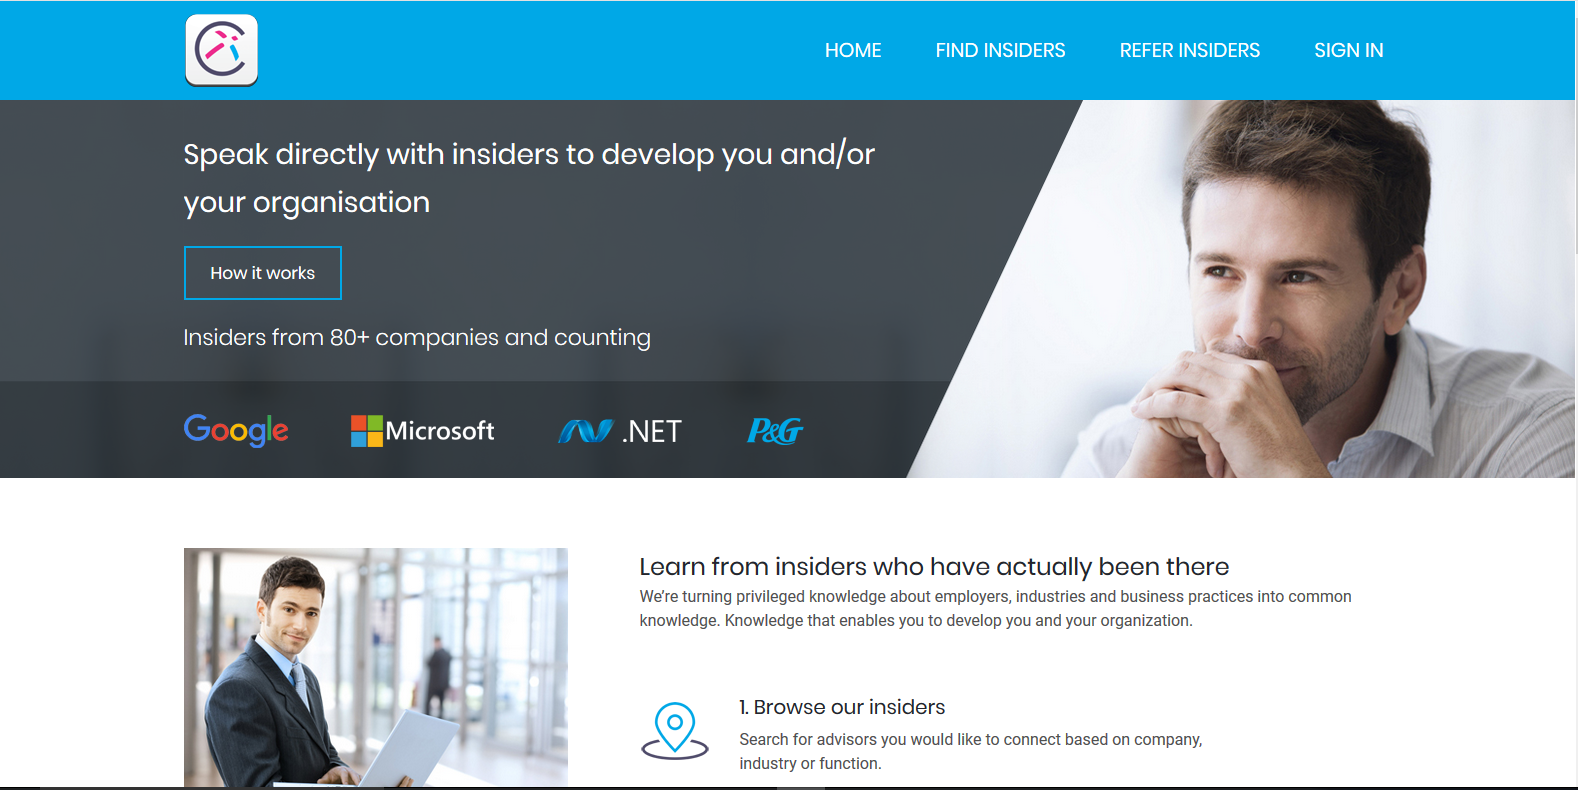 HOME FIND INSIDERS REFER INSIDERS SIGN IN
Speak directly with insiders to develop you and/or
your organisation
How it works
Insiders from 80+ companies and counting
Google Microsoft .NET P&G
Learn from insiders who have actually been there
We’re turning privileged knowledge about employers, industries and business practices into common
knowledge. Knowledge that enables you to develop you and your organization.
1. Browse our insiders
Search for advisors you would like to connect based on company,
industry or function.